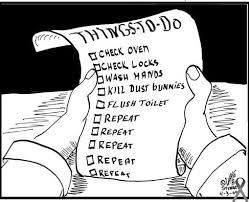 THINGS-TO-DO
CHECK OVEN
CHECK LOCKS
WASH HANDS
KILL DUST BUNNIES
FLUSH TOILET
REPEAT
REPEAT
REPEAT
REPEAT
REPEAT